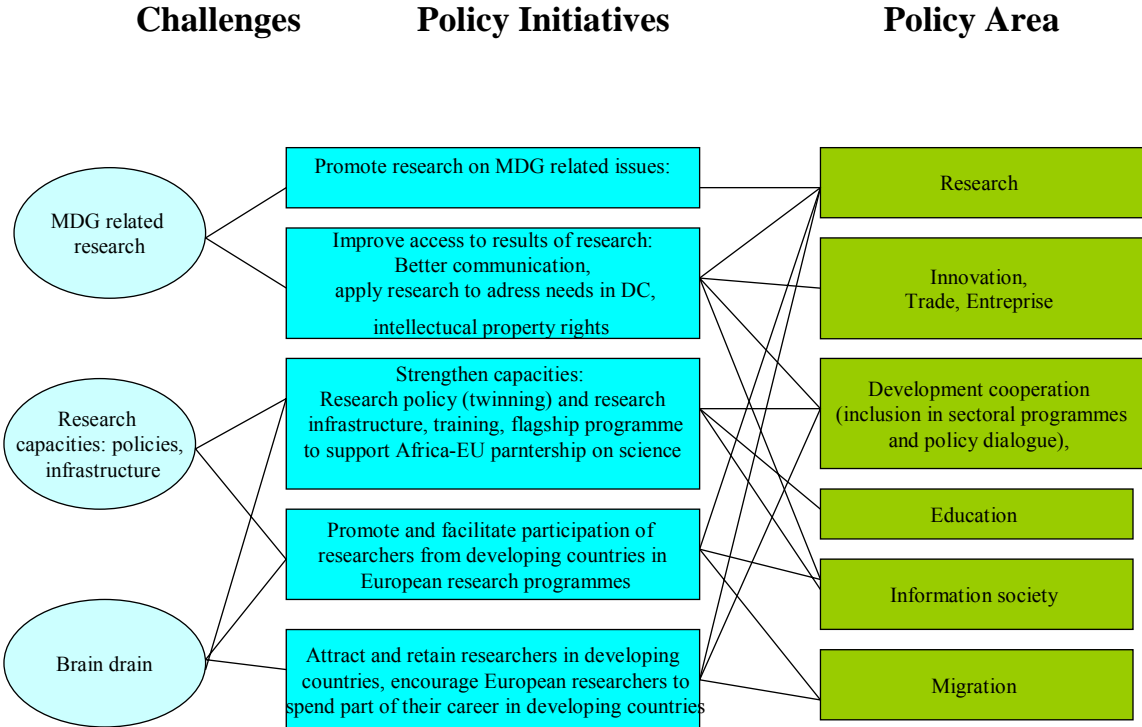 Challenges
Policy Initiatives
Policy Area
MDG related
research
Research
capacities: policies,
infrastructure
Brain drain
Promote research on MDG related issues:
Improve access to results of research:
Better communication,
apply research to adress needs in DC,
intellectucal property rights
Strengthen capacities:
Research policy (twinning) and research
infrastructure, training, flagship programme
to support Africa-EU parntership on science
Promote and facilitate participation of
researchers from developing countries in
European research programmes
Attract and retain researchers in developing
countries, encourage European researchers to
spend part of their career in developing countries
Research
Innovation,
Trade, Entreprise
Development cooperation
(inclusion in sectoral programmes
and policy dialogue),
Education
Information society
Migration